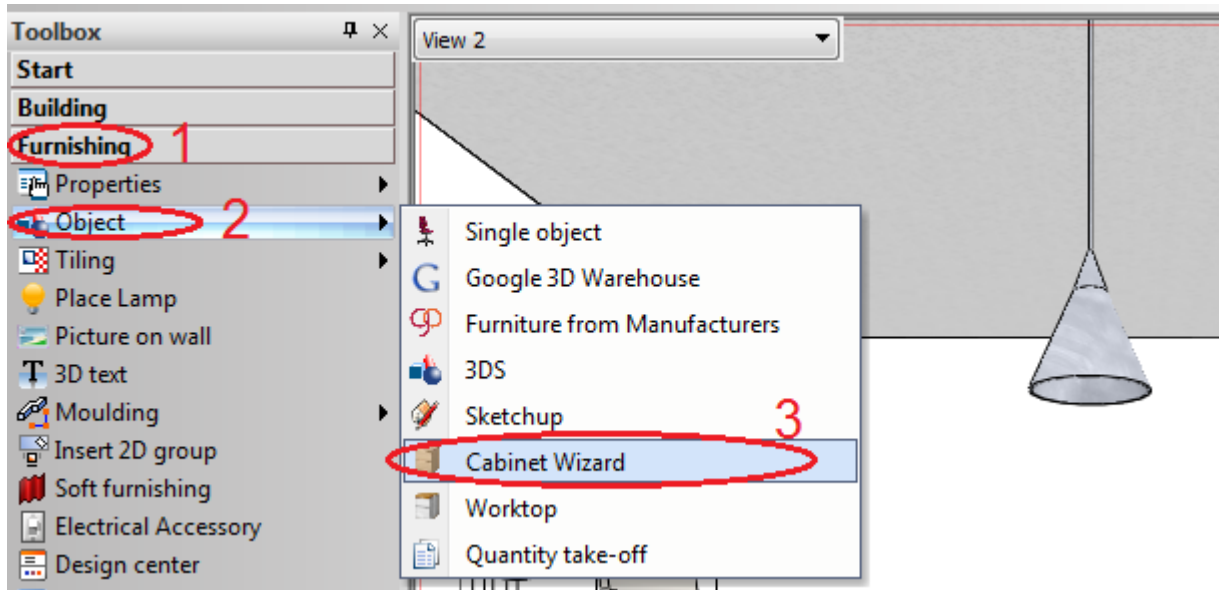 Toolbox
Start
Building
Furnishing 1
Properties
Object 2
Tiling
Place Lamp
Picture on wall
3D text
Moulding
Insert 2D group
Soft furnishing
Electrical Accessory
Design center
View 2
Single object
Google 3D Warehouse
Furniture from Manufacturers
3DS
Sketchup
Cabinet Wizard 3
Worktop
Quantity take-off